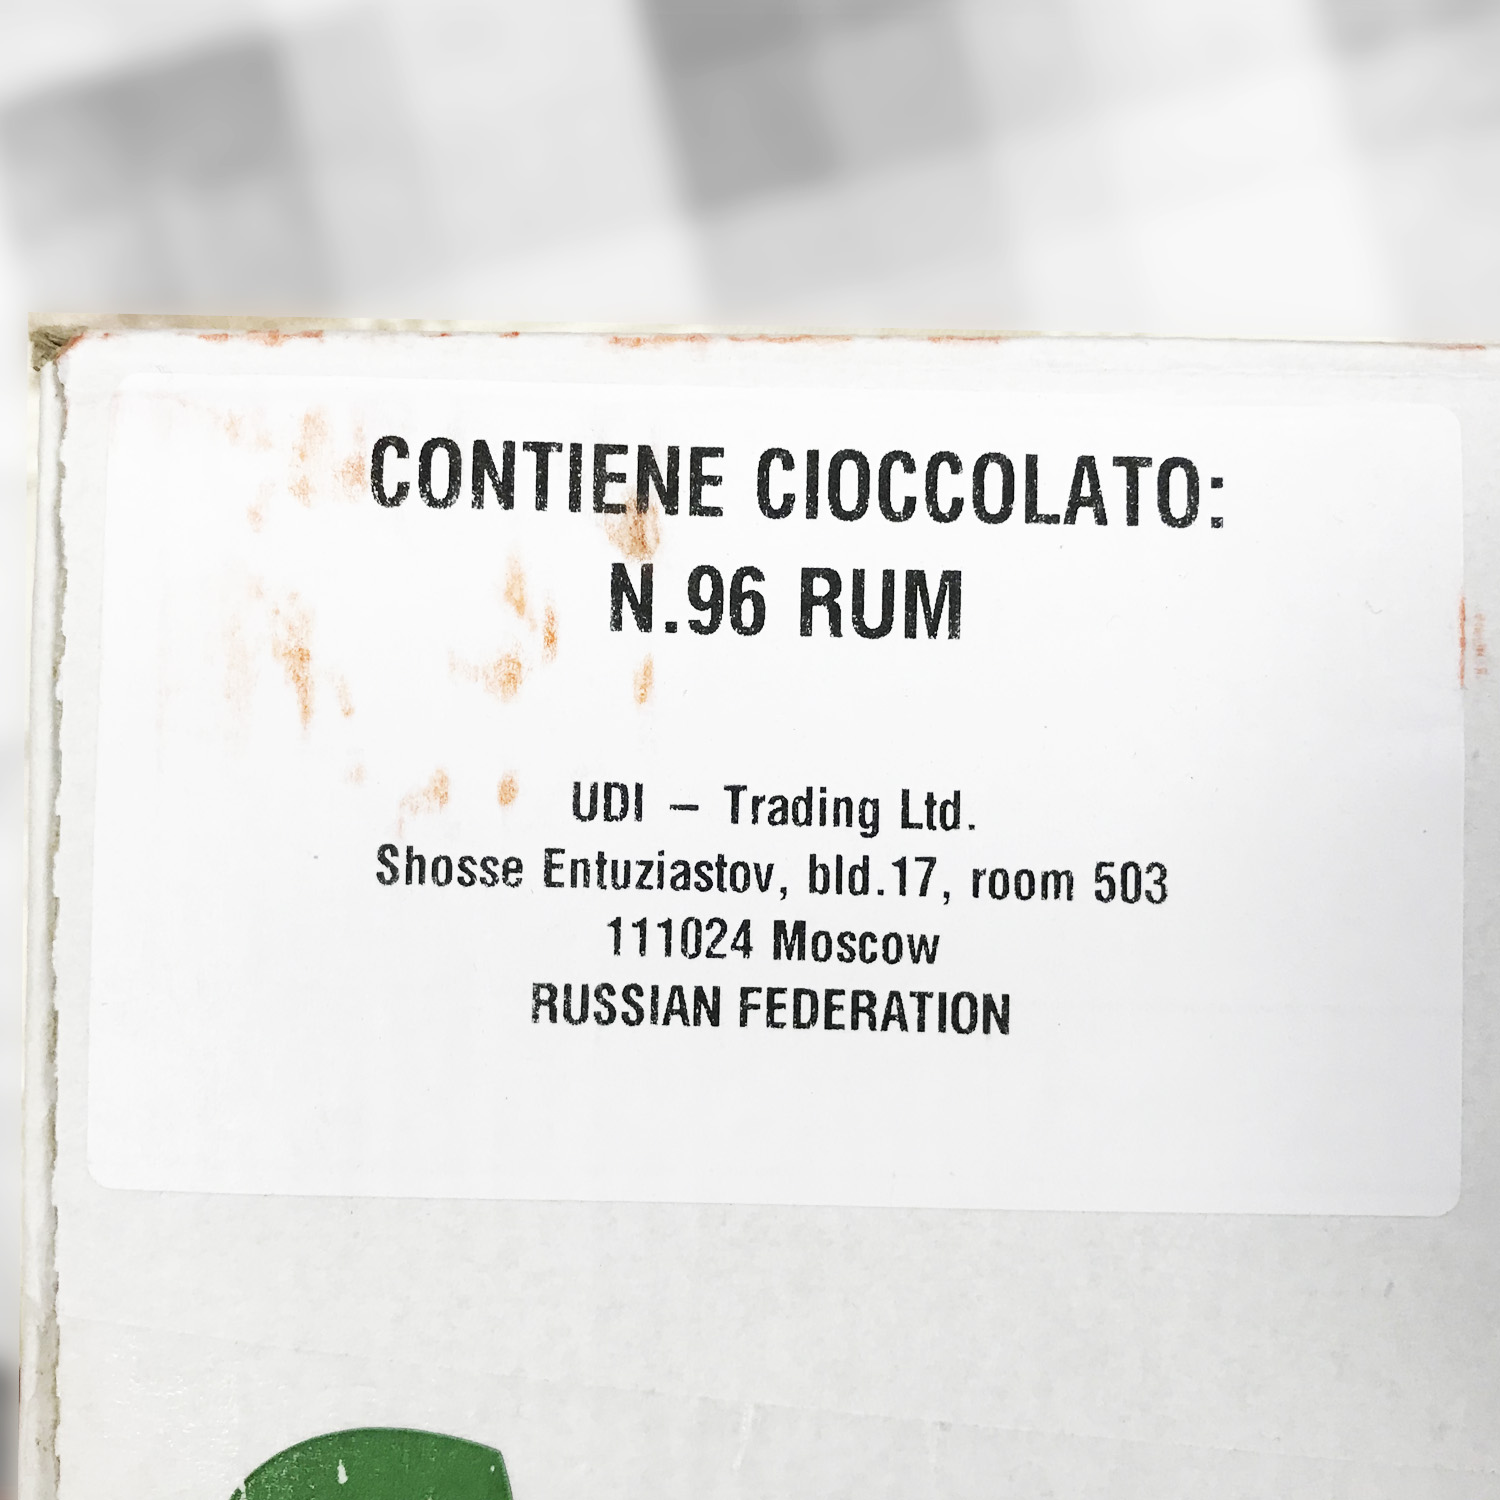 CONTIENE CIOCCOLATO:
N.96 RUM
UDI – Trading Ltd.
Shosse Entuziastov, bld.17, room 503
111024 Moscow
RUSSIAN FEDERATION